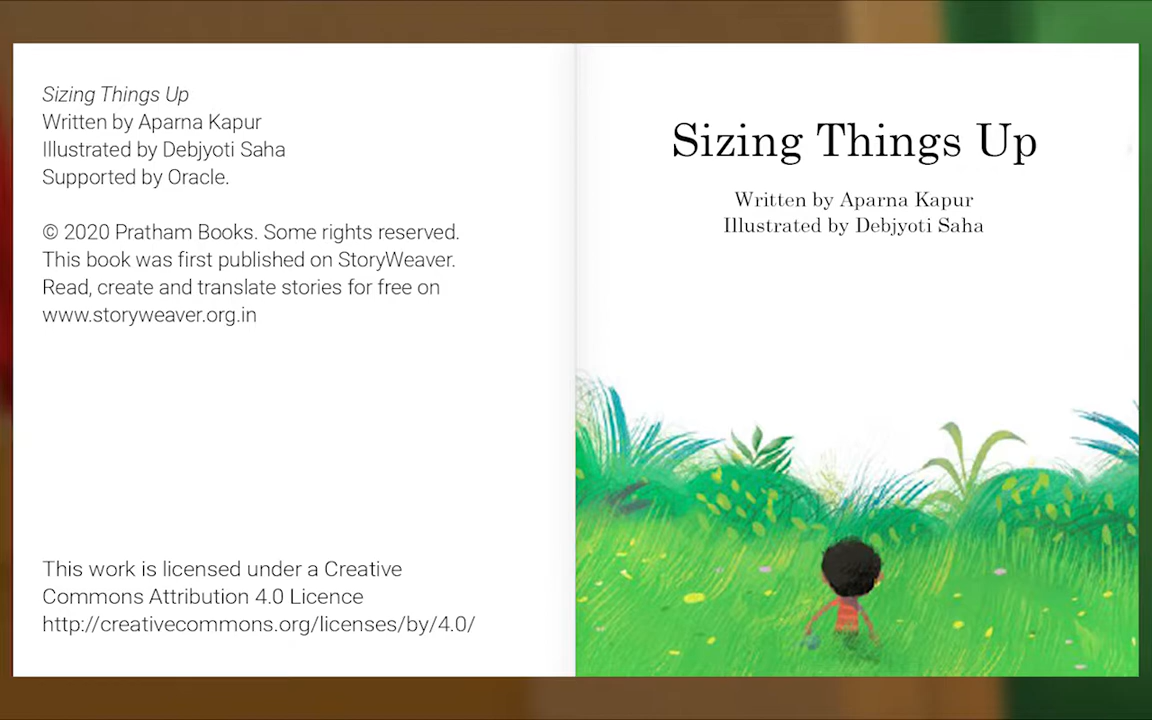 Sizing Things Up
Written by Aparna Kapur
Illustrated by Debjyoti Saha
Supported by Oracle.
© 2020 Pratham Books. Some rights reserved.
This book was first published on StoryWeaver.
Read, create and translate stories for free on
www.storyweaver.org.in
This work is licensed under a Creative
Commons Attribution 4.0 Licence
http://creativecommons.org/licenses/by/4.0/
Sizing Things Up
Written by Aparna Kapur
Illustrated by Debjyoti Saha